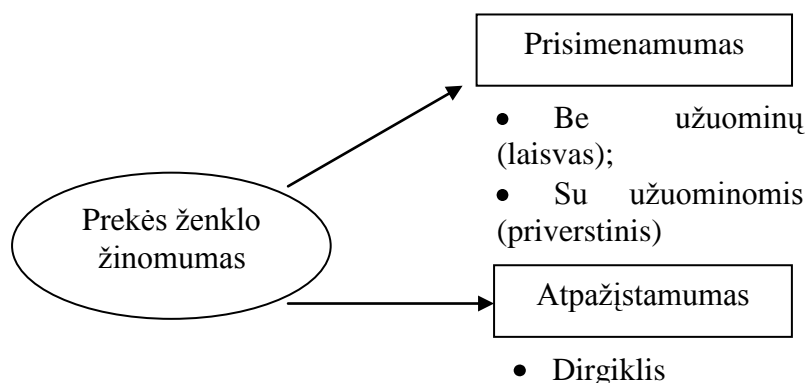 Prisimenamumas
• Be užuominų
(laisvas);
• Su užuominomis
(priverstinis)
Prekės ženklo
žinomumas
Atpažįstamumas
• Dirgiklis